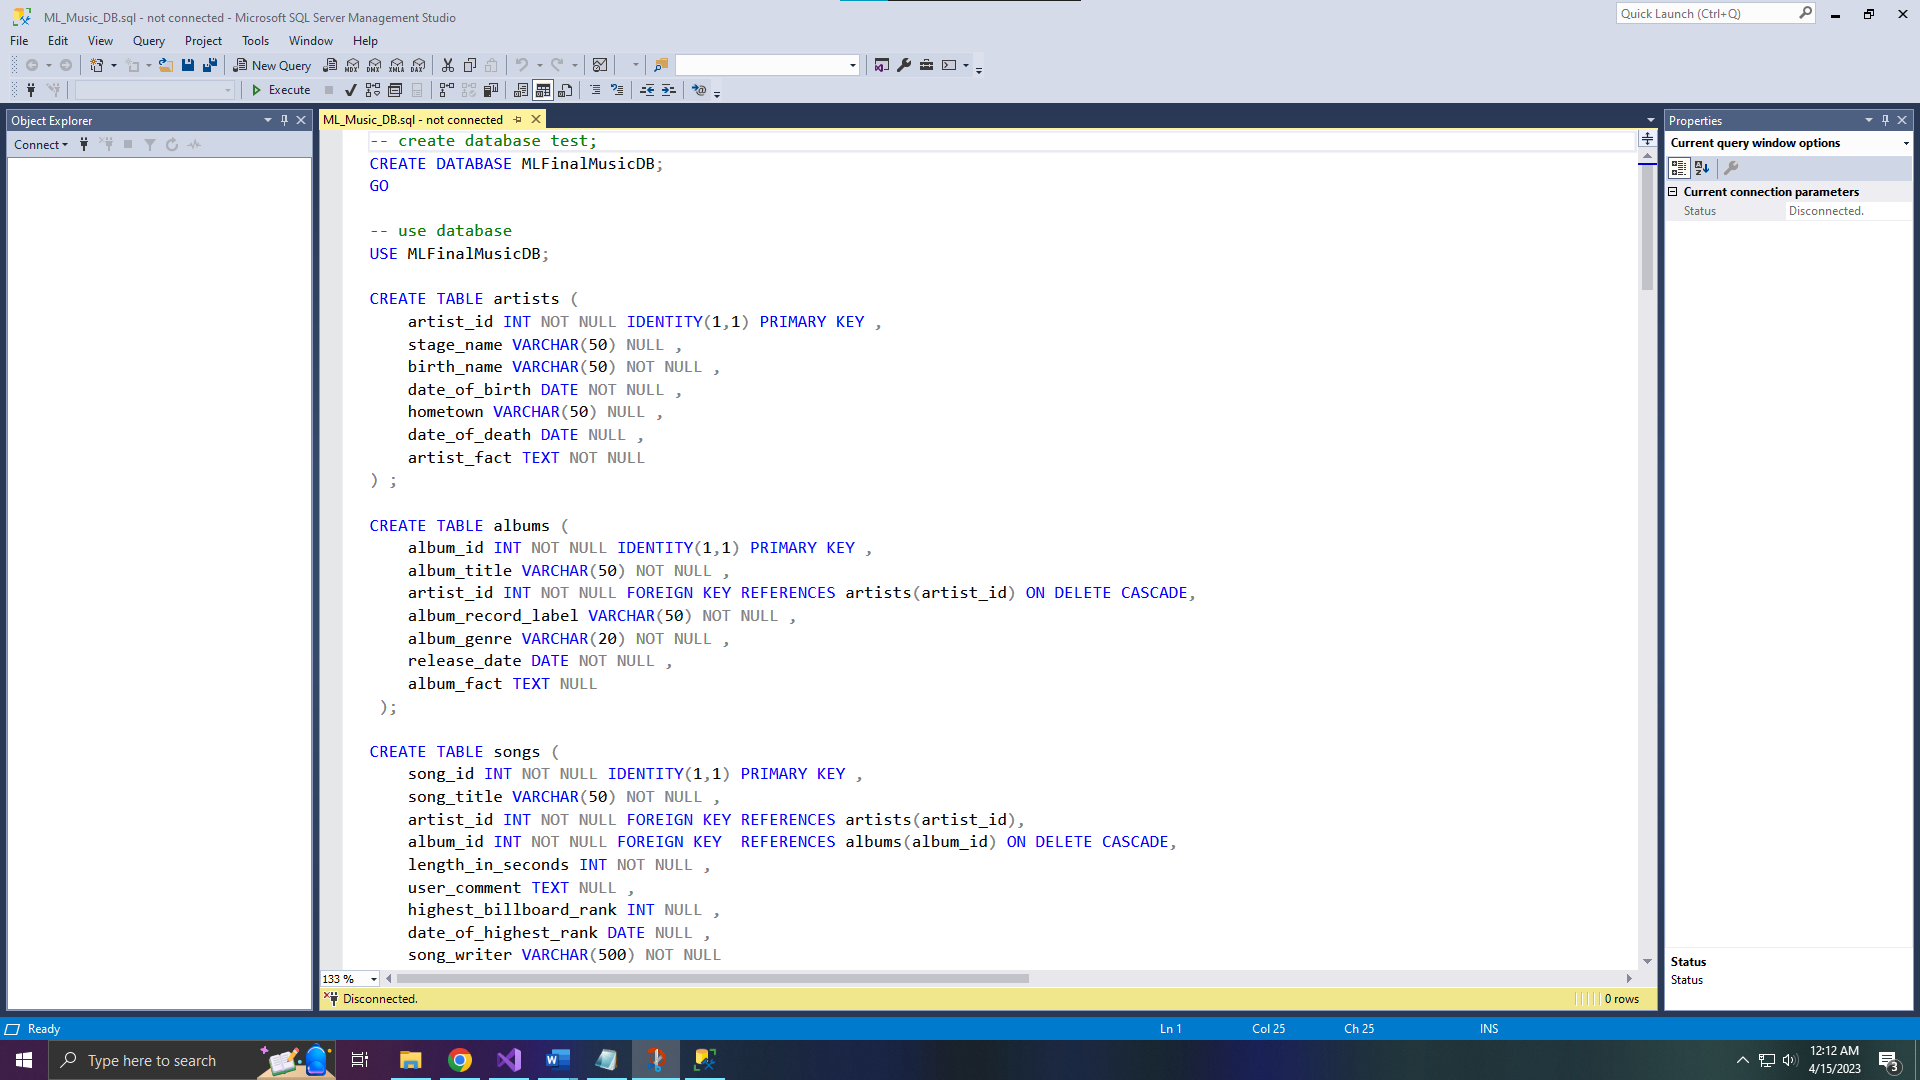 ML_Music_DB.sql - not connected - Microsoft SQL Server Management Studio
Quick Launch (Ctrl+Q)
File Edit View Query Project Tools Window Help
New Query
MDX DMX XMLA DAX
Execute
Object Explorer
Connect
ML_Music_DB.sql - not connected
-- create database test;
CREATE DATABASE MLFinalMusicDB;
GO
-- use database
USE MLFinalMusicDB;
CREATE TABLE artists (
artist_id INT NOT NULL IDENTITY(1,1) PRIMARY KEY ,
stage_name VARCHAR(50) NULL ,
birth_name VARCHAR(50) NOT NULL ,
date_of_birth DATE NOT NULL ,
hometown VARCHAR(50) NULL ,
date_of_death DATE NULL ,
artist_fact TEXT NOT NULL
) ;
CREATE TABLE albums (
album_id INT NOT NULL IDENTITY(1,1) PRIMARY KEY ,
album_title VARCHAR(50) NOT NULL ,
artist_id INT NOT NULL FOREIGN KEY REFERENCES artists(artist_id) ON DELETE CASCADE,
album_record_label VARCHAR(50) NOT NULL ,
album_genre VARCHAR(20) NOT NULL ,
release_date DATE NOT NULL ,
album_fact TEXT NULL
);
CREATE TABLE songs (
song_id INT NOT NULL IDENTITY(1,1) PRIMARY KEY ,
song_title VARCHAR(50) NOT NULL ,
artist_id INT NOT NULL FOREIGN KEY REFERENCES artists(artist_id),
album_id INT NOT NULL FOREIGN KEY  REFERENCES albums(album_id) ON DELETE CASCADE,
length_in_seconds INT NOT NULL ,
user_comment TEXT NULL ,
highest_billboard_rank INT NULL ,
date_of_highest_rank DATE NULL ,
song_writer VARCHAR(500) NOT NULL
133 %
Disconnected.
0 rows
Properties
Current query window options
Current connection parameters
Status Disconnected.
Status
Status
Ready
Ln 1 Col 25 Ch 25 INS
Type here to search
12:12 AM
4/15/2023
3